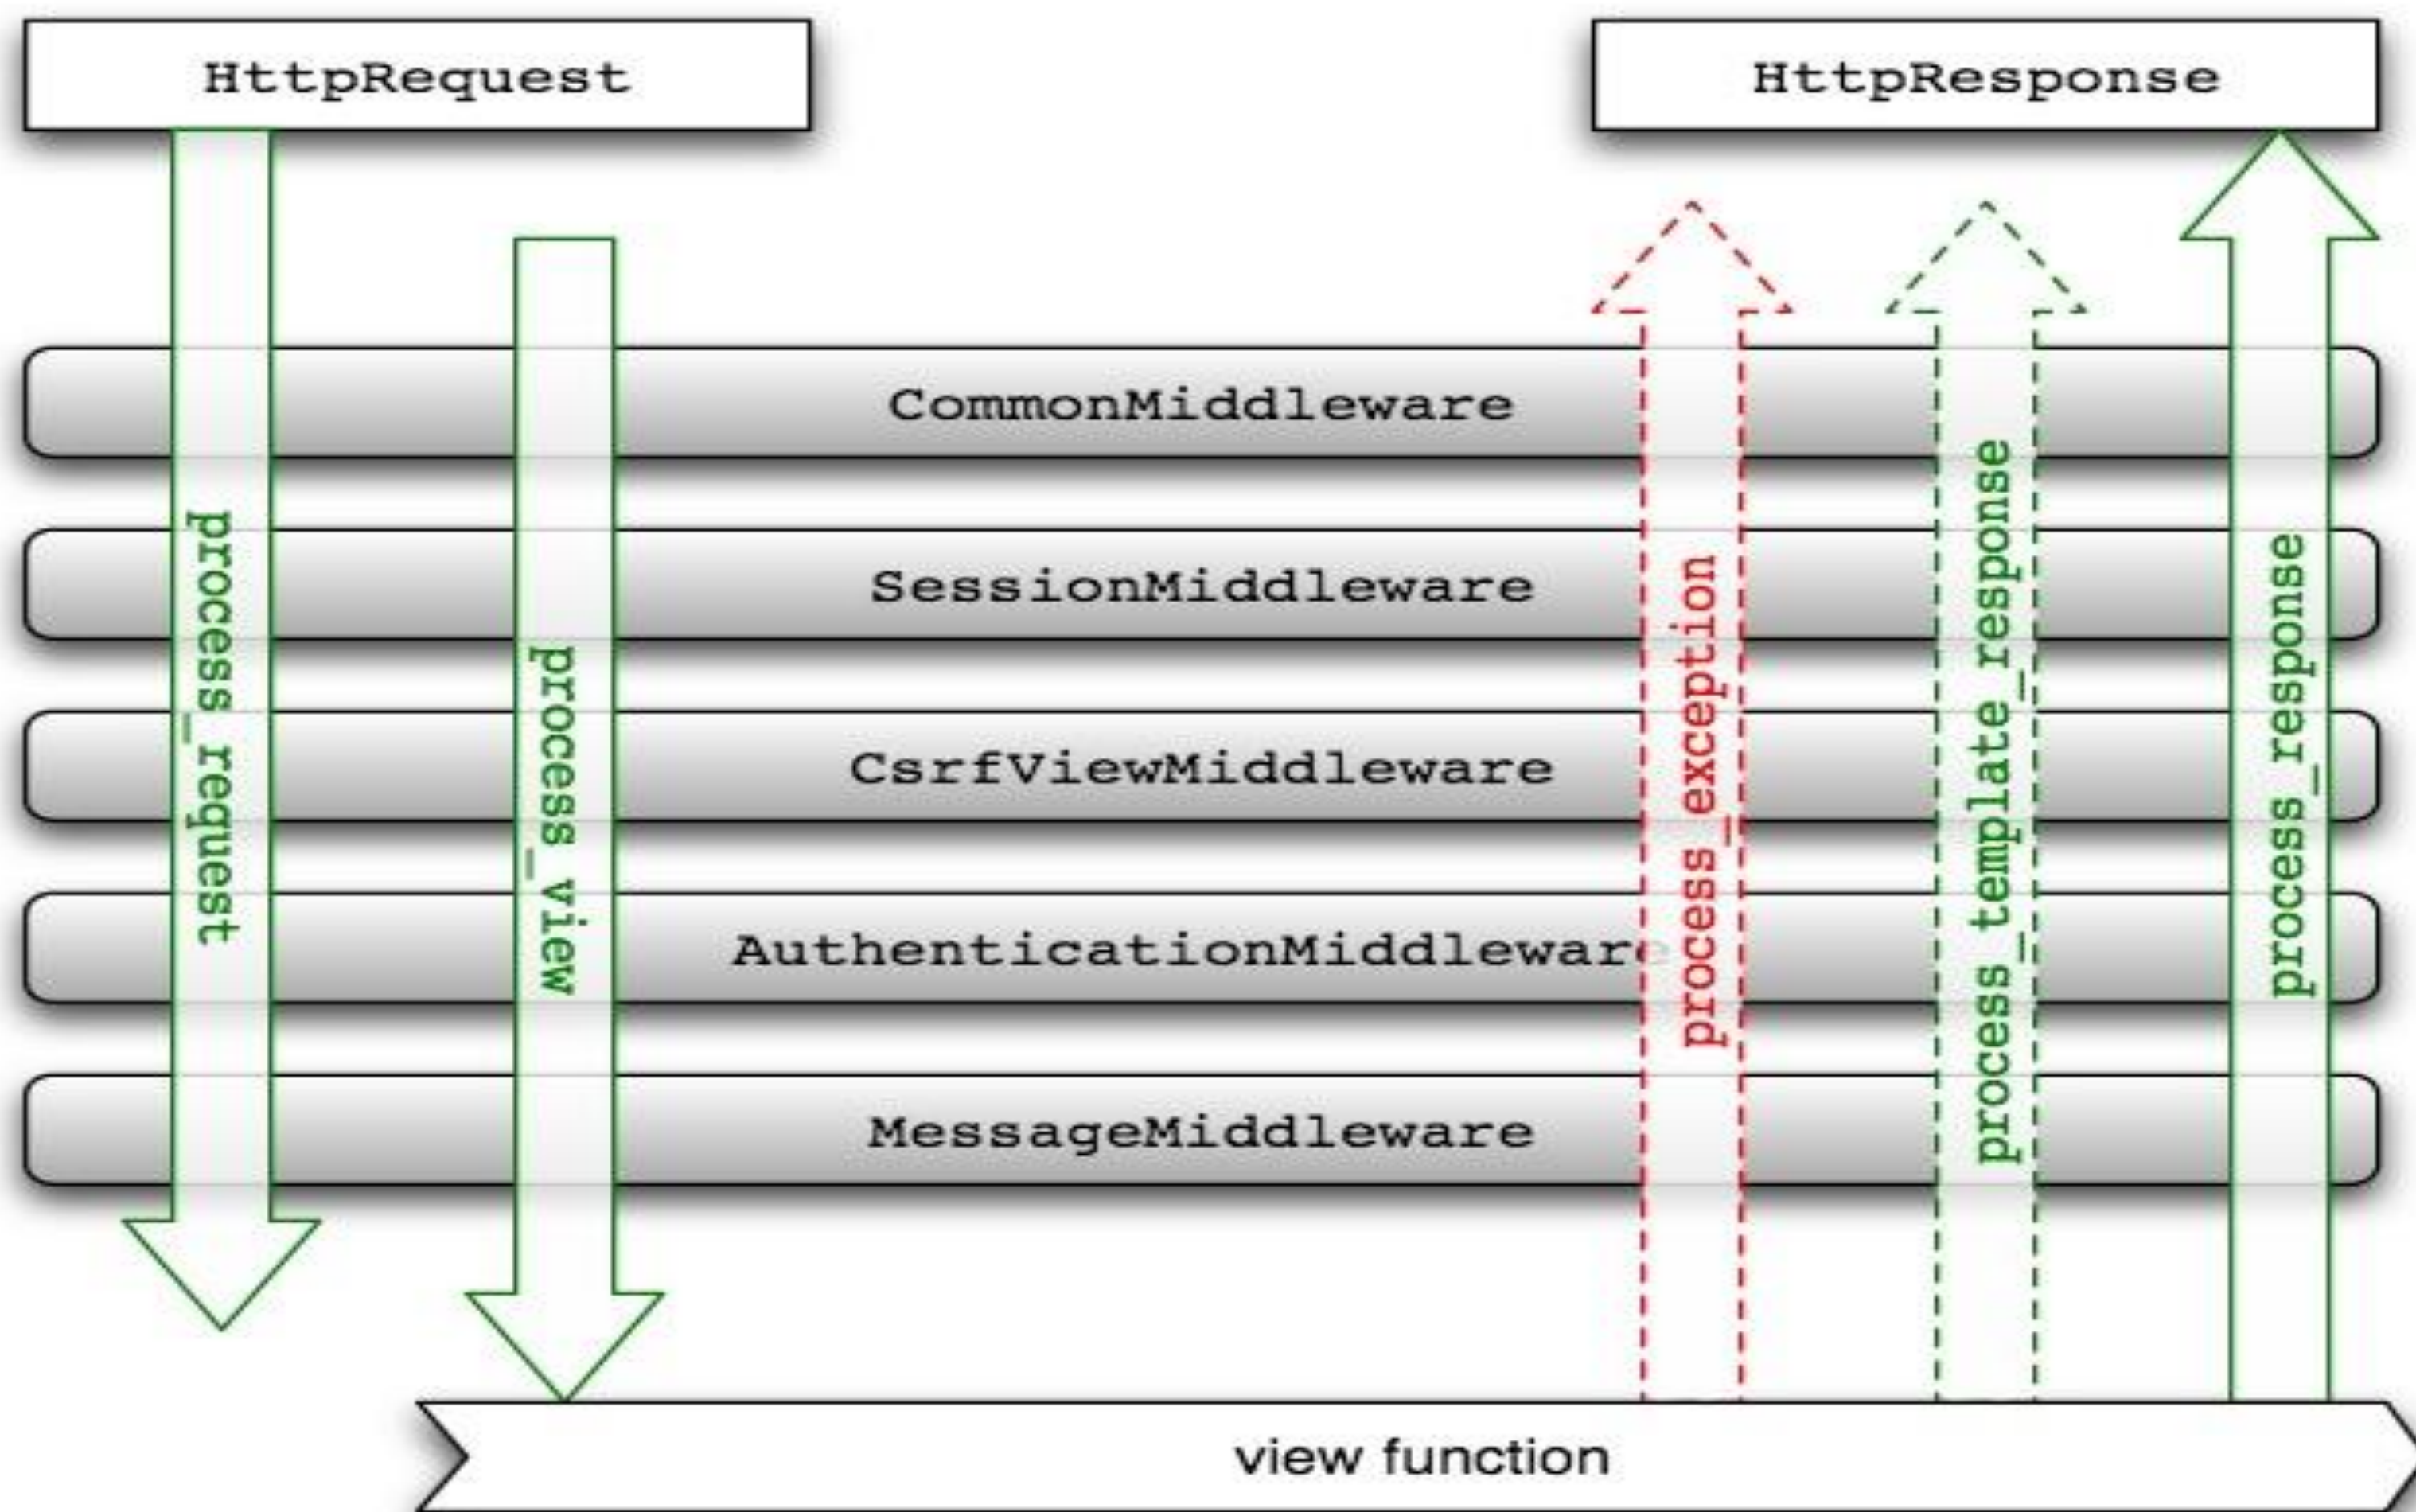 HttpRequest
HttpResponse
CommonMiddleware
SessionMiddleware
CsrfViewMiddleware
AuthenticationMiddleware
MessageMiddleware
process_request
process_view
process_exception
process_template_response
process_response
view function